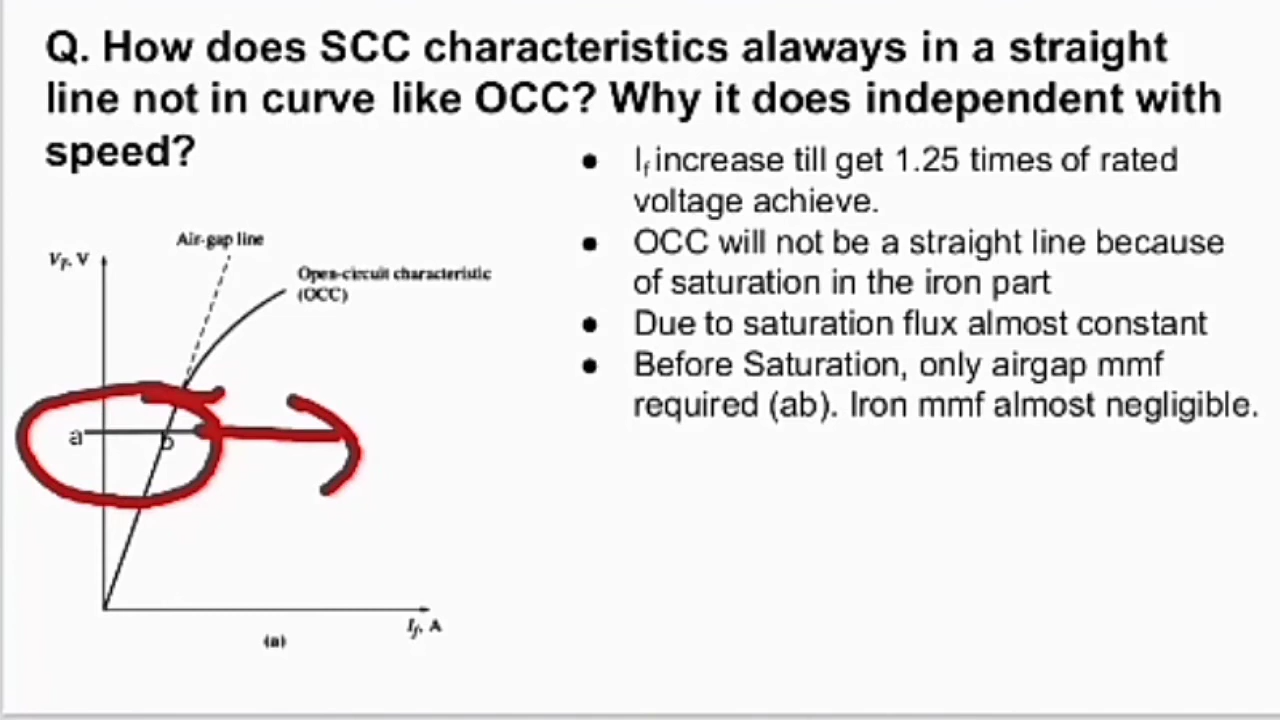 Q. How does SCC characteristics alaways in a straight
line not in curve like OCC? Why it does independent with
speed?
● If increase till get 1.25 times of rated
voltage achieve.
● OCC will not be a straight line because
of saturation in the iron part
● Due to saturation flux almost constant
● Before Saturation, only airgap mmf
required (ab). Iron mmf almost negligible.
Air-gap line
VT, V
Open-circuit characteristic
(OCC)
a
b
If, A
(a)